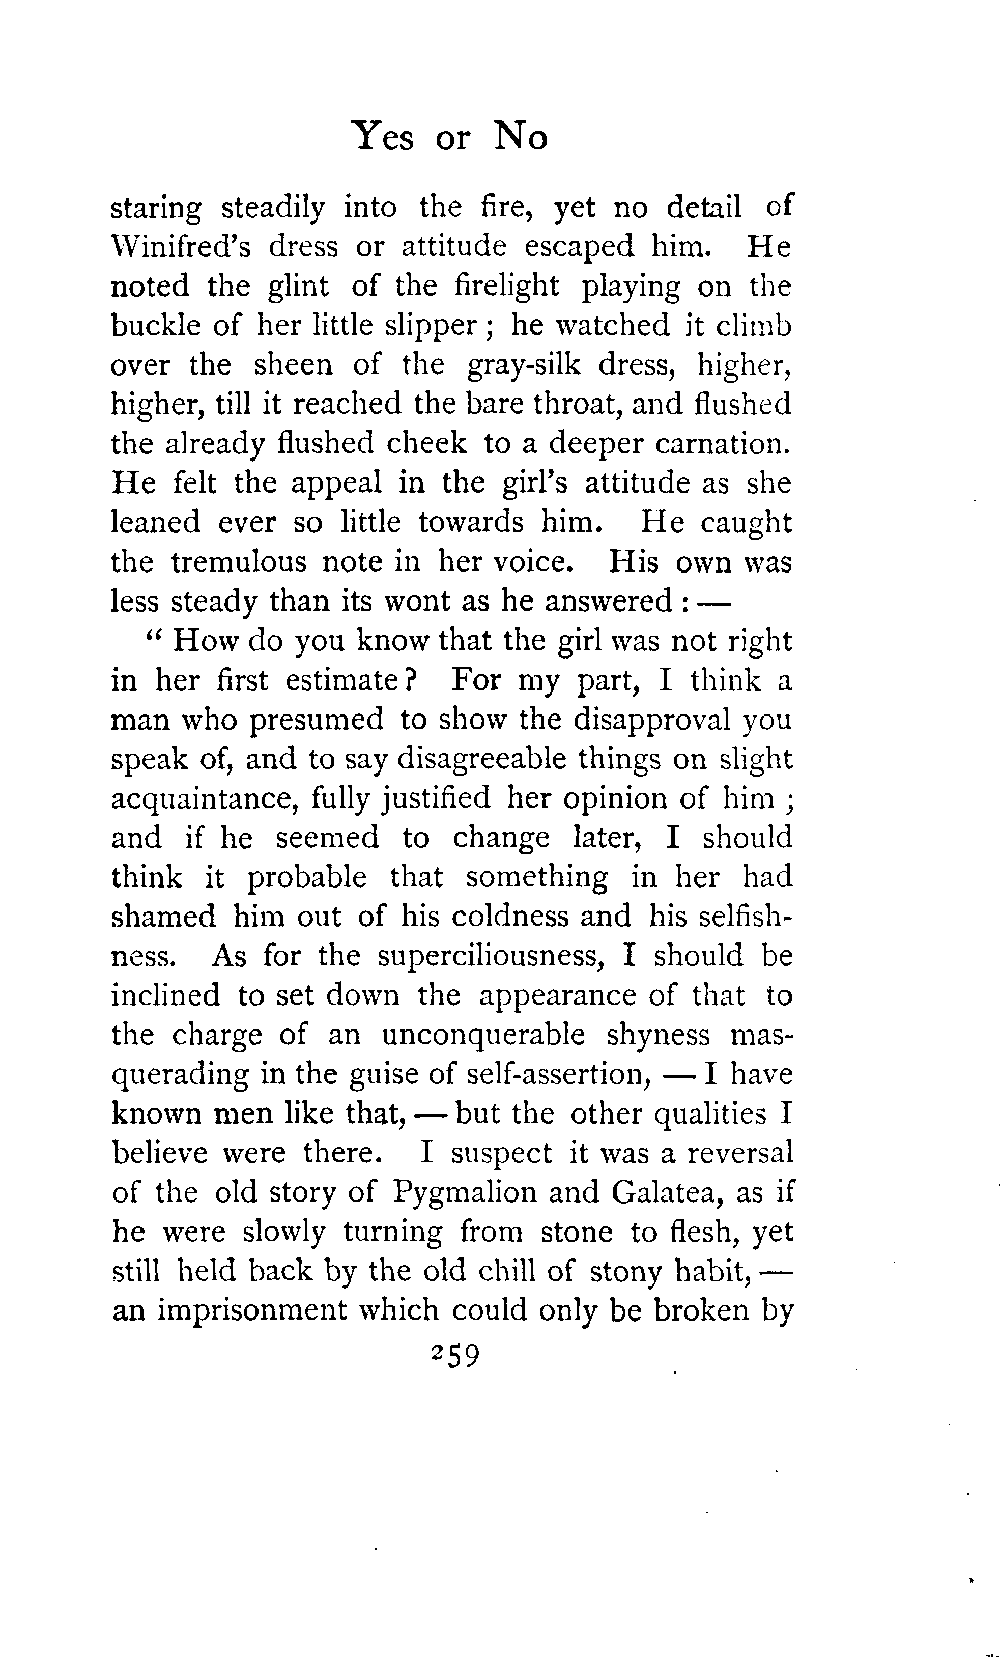 Yes or No
staring steadily into the fire, yet no detail of
Winifred's dress or attitude escaped him. He
noted the glint of the firelight playing on the
buckle of her little slipper ; he watched it climb
over the sheen of the gray-silk dress, higher,
higher, till it reached the bare throat, and flushed
the already flushed cheek to a deeper carnation.
He felt the appeal in the girl's attitude as she
leaned ever so little towards him. He caught
the tremulous note in her voice. His own was
less steady than its wont as he answered : —
" How do you know that the girl was not right
in her first estimate ? For my part, I think a
man who presumed to show the disapproval you
speak of, and to say disagreeable things on slight
acquaintance, fully justified her opinion of him ;
and if he seemed to change later, I should
think it probable that something in her had
shamed him out of his coldness and his selfish-
ness. As for the superciliousness, I should be
inclined to set down the appearance of that to
the charge of an unconquerable shyness mas-
querading in the guise of self-assertion, — I have
known men like that, — but the other qualities I
believe were there. I suspect it was a reversal
of the old story of Pygmalion and Galatea, as if
he were slowly turning from stone to flesh, yet
still held back by the old chill of stony habit, —
an imprisonment which could only be broken by
259